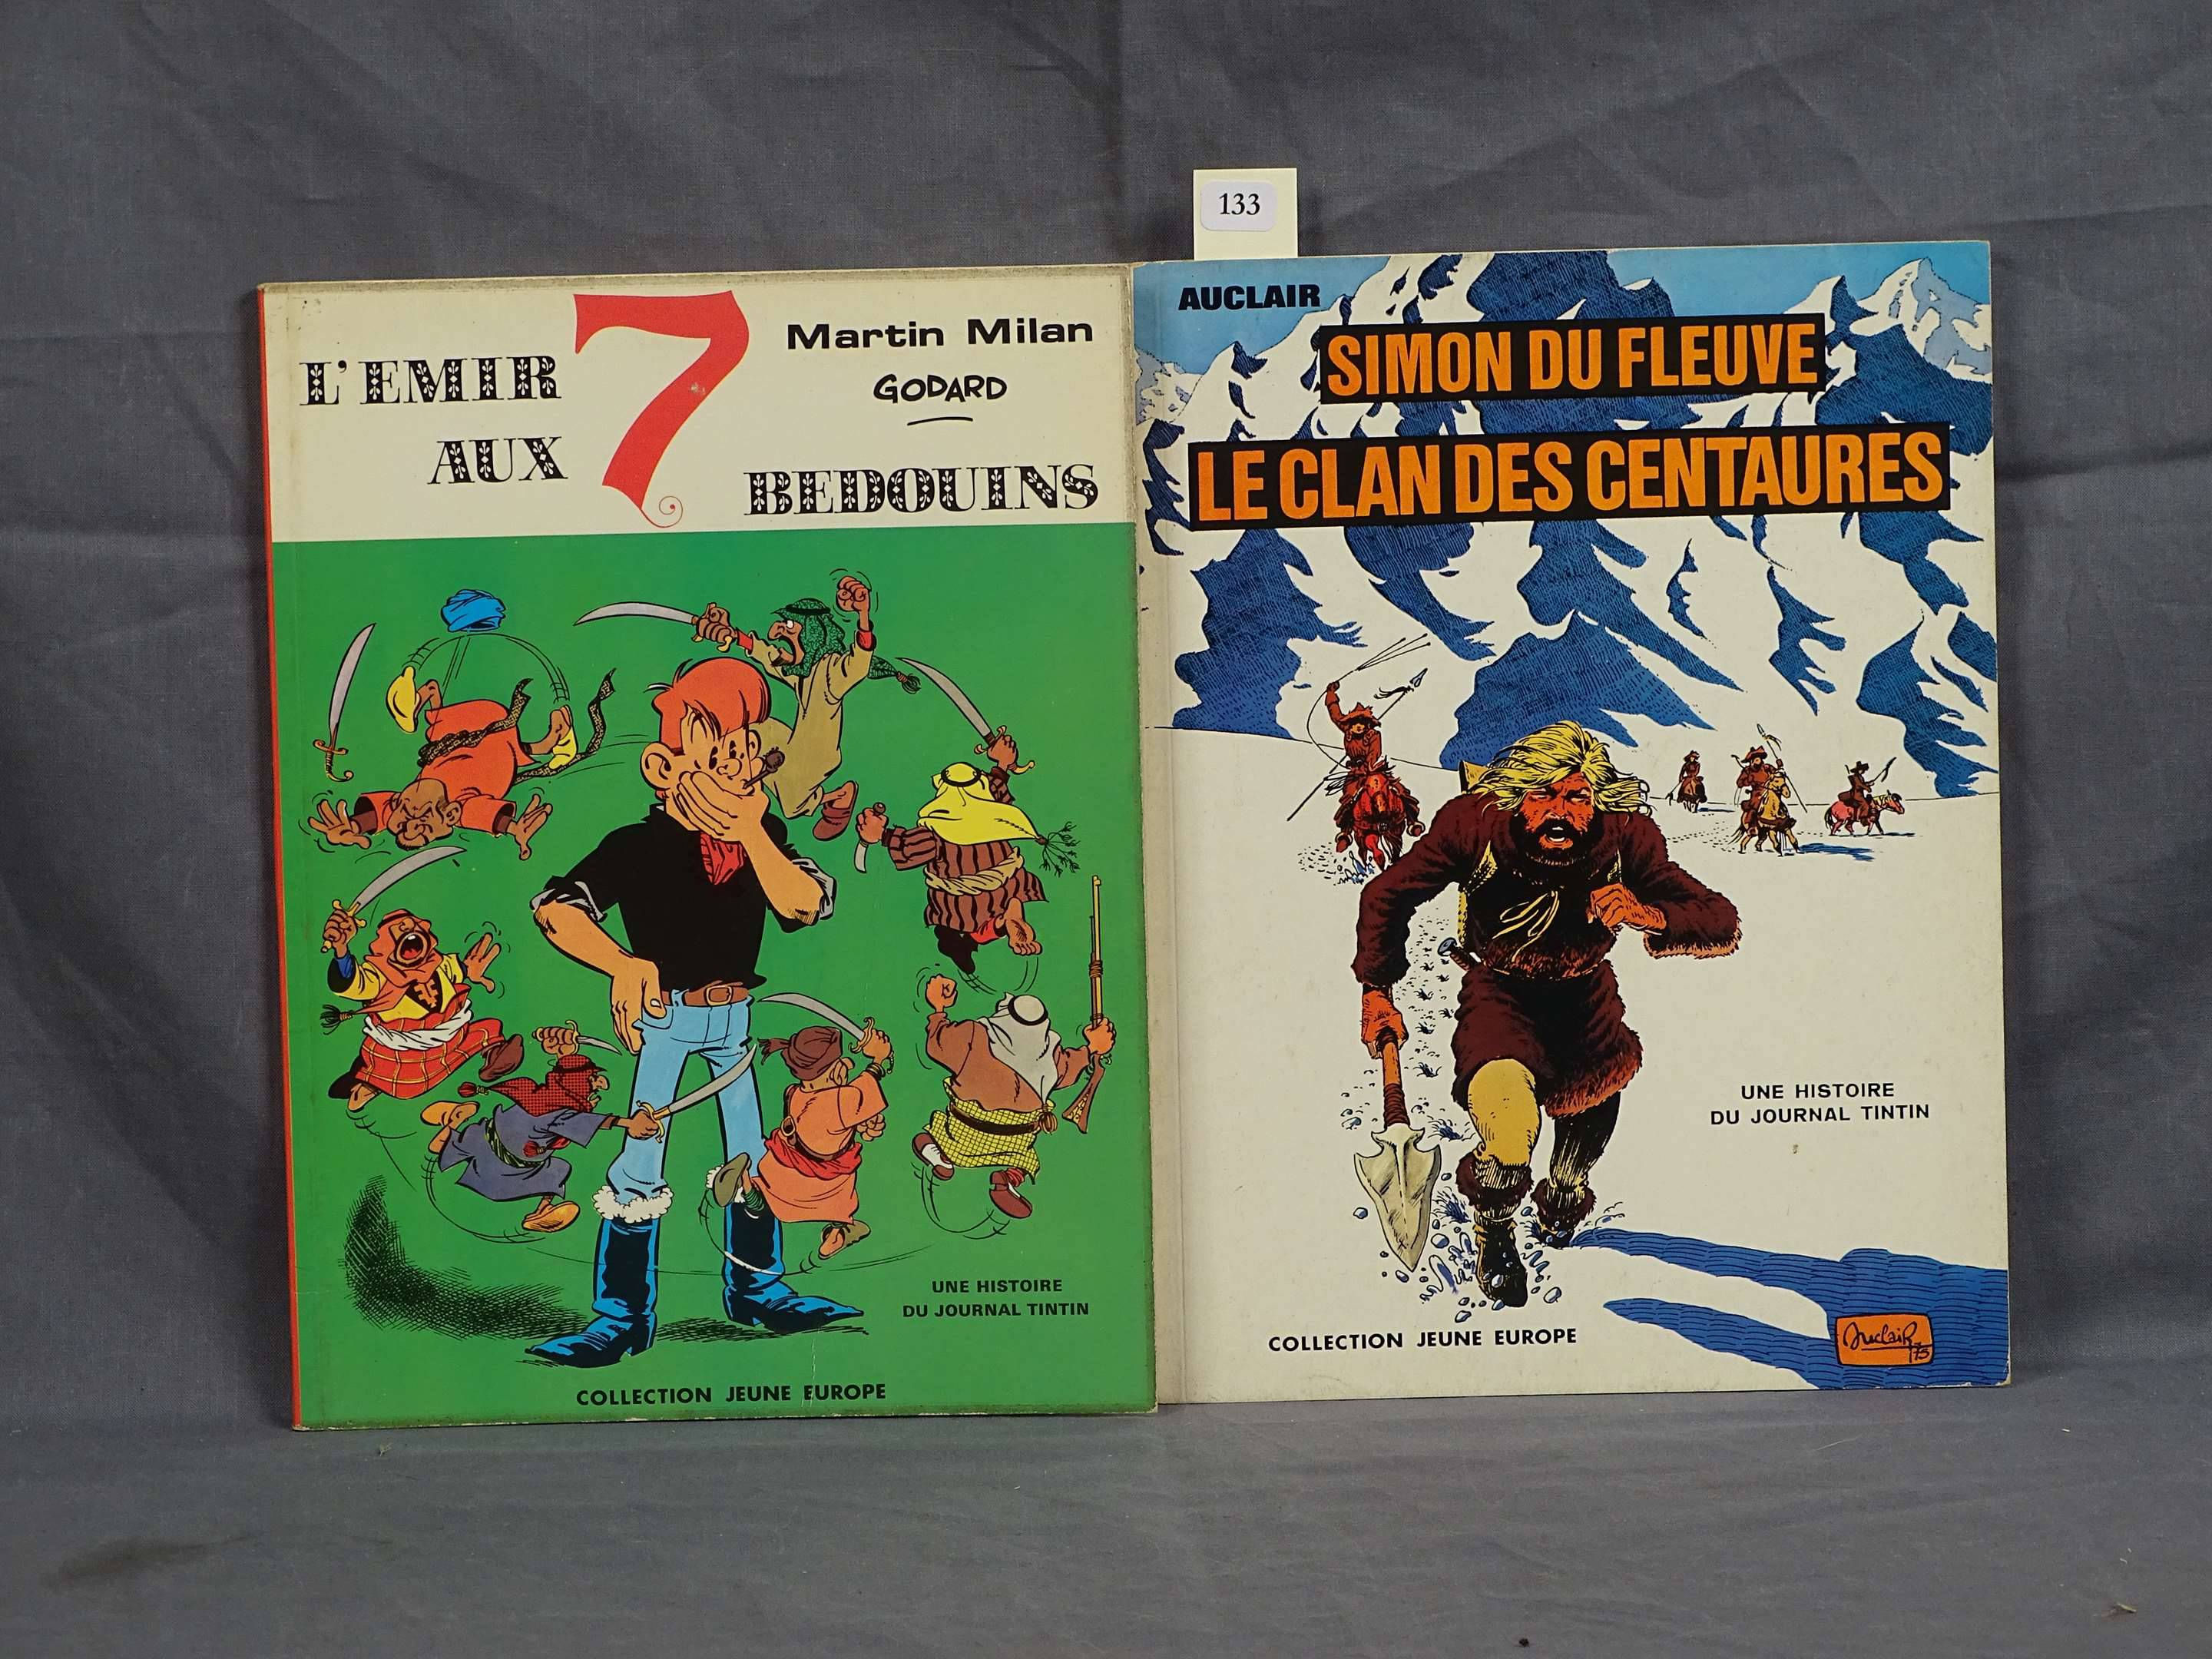 133
L'EMIR
AUX
7
BEDOUINS
Martin Milan
GODARD
UNE HISTOIRE
DU JOURNAL TINTIN
COLLECTION JEUNE EUROPE
AUCLAIR
SIMON DU FLEUVE
LE CLAN DES CENTAURES
UNE HISTOIRE
DU JOURNAL TINTIN
COLLECTION JEUNE EUROPE
Auclair
75